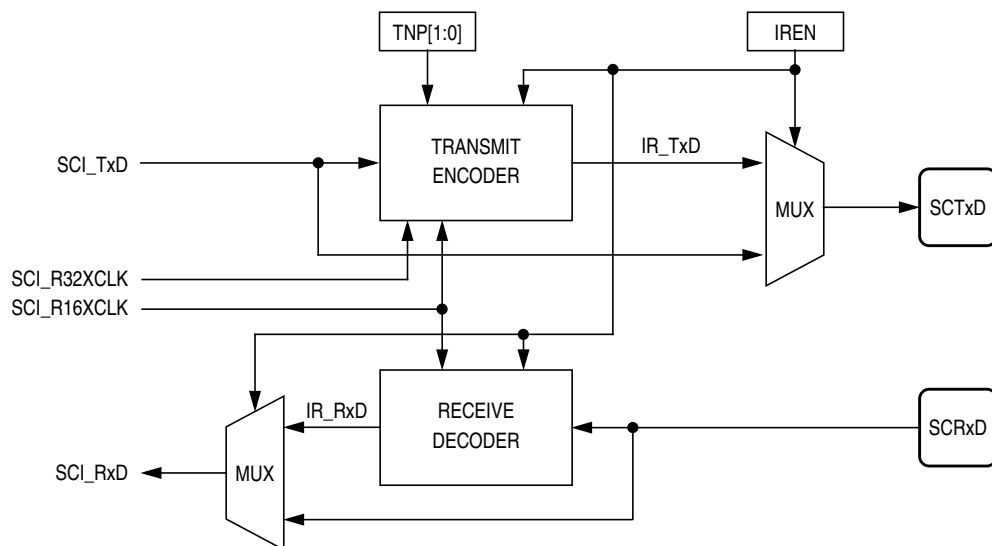 TNP[1:0]
IREN
TRANSMIT
ENCODER
IR_TxD
SCI_TxD
MUX
SCTxD
SCI_R32XCLK
SCI_R16XCLK
IR_RxD
RECEIVE
DECODER
SCRxD
SCI_RxD
MUX